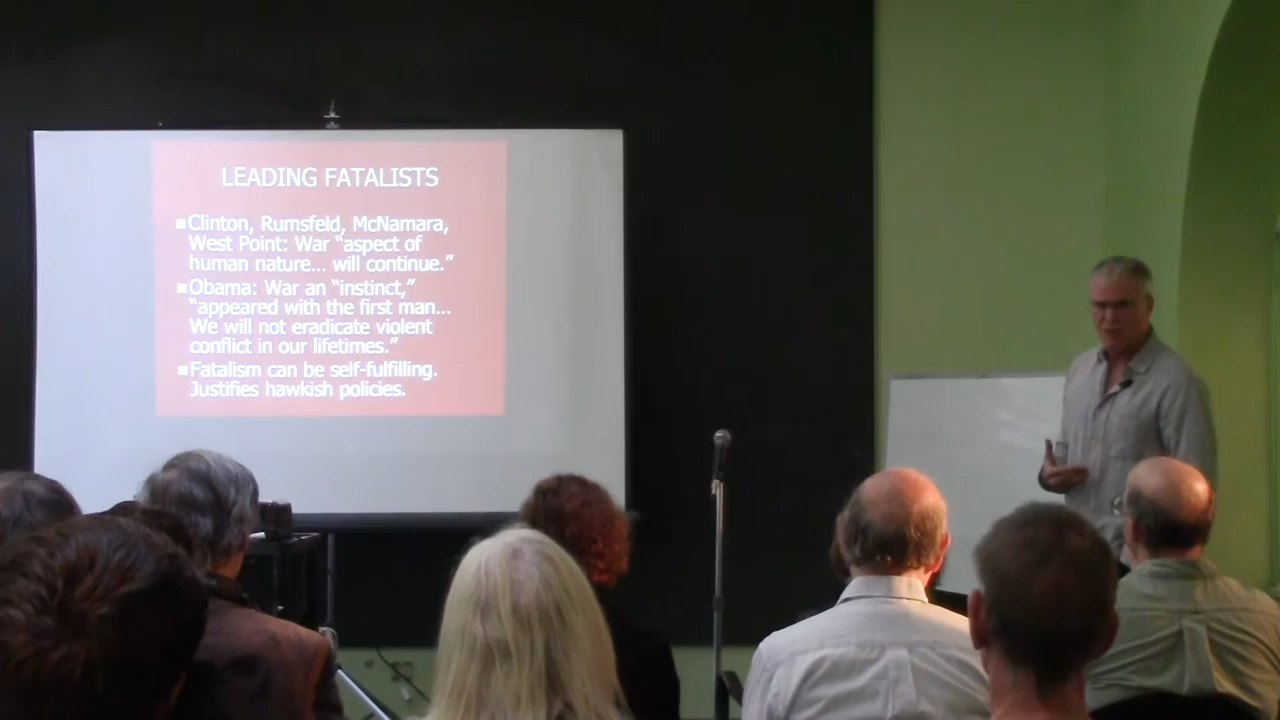 LEADING FATALISTS
■Clinton, Rumsfeld, McNamara,
West Point: War “aspect of
human nature... will continue.”
■Obama: War an “instinct,”
“appeared with the first man...
We will not eradicate violent
conflict in our lifetimes.”
■Fatalism can be self-fulfilling.
Justifies hawkish policies.